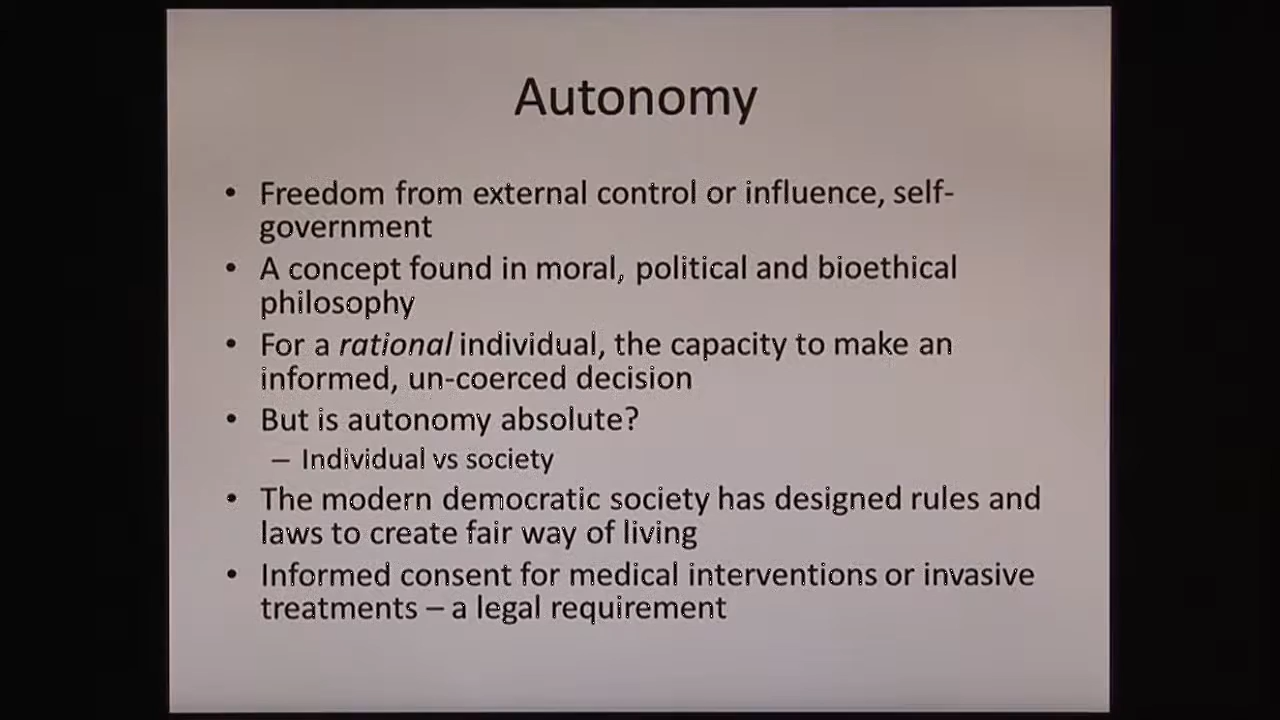 Autonomy
• Freedom from external control or influence, self-
government
• A concept found in moral, political and bioethical
philosophy
• For a rational individual, the capacity to make an
informed, un-coerced decision
• But is autonomy absolute?
– Individual vs society
• The modern democratic society has designed rules and
laws to create fair way of living
• Informed consent for medical interventions or invasive
treatments – a legal requirement